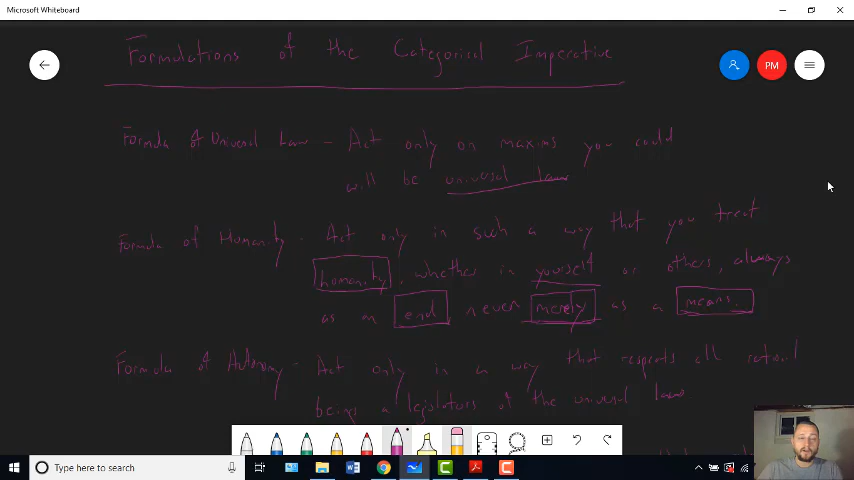 Microsoft Whiteboard
Formulations of the Categorical Imperative
PM
Formula of Universal Law - Act only on maxims you could
will be universal law
Formula of Humanity - Act only in such a way that you treat
humanity, whether in yourself or others, always
as an end never merely as a means.
Formula of Autonomy - Act only in a way that respects all rational
beings a legislators of the universal law
Type here to search